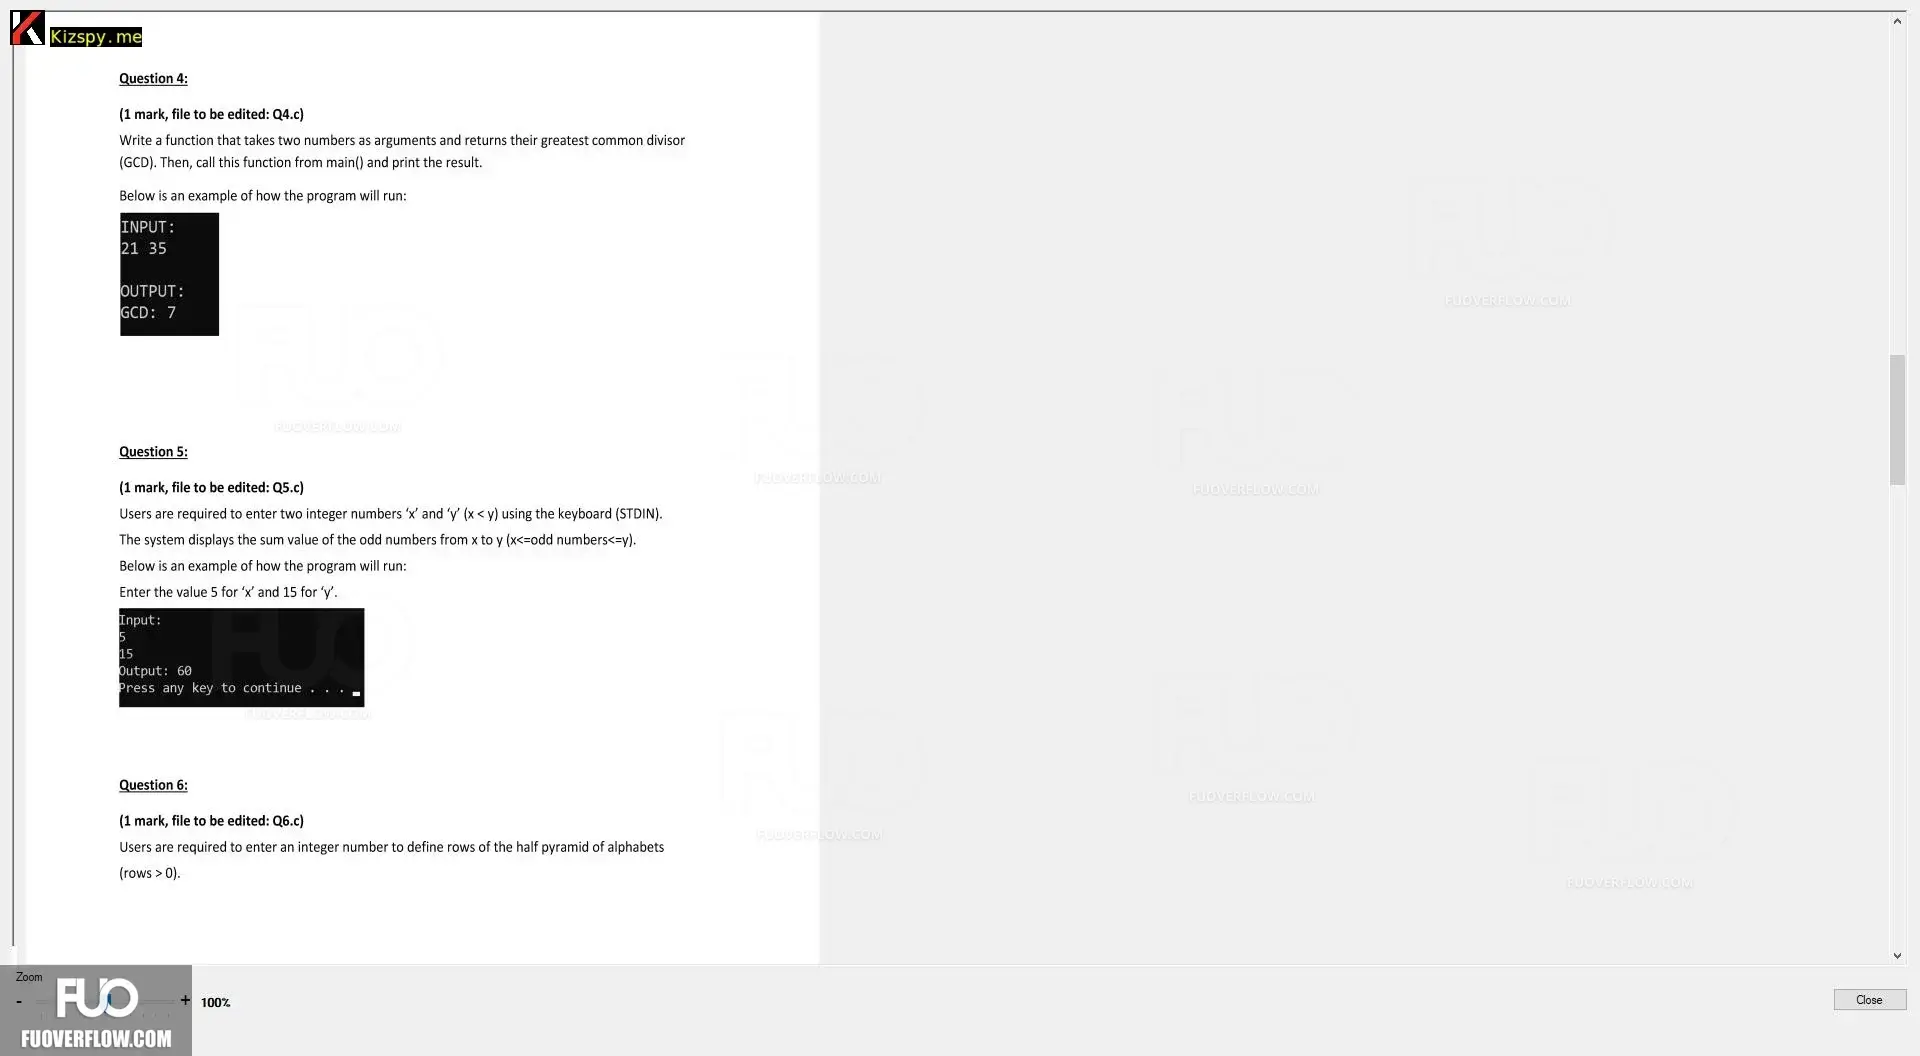 Kizspy.me
Question 4:
(1 mark, file to be edited: Q4.c)
Write a function that takes two numbers as arguments and returns their greatest common divisor
(GCD). Then, call this function from main() and print the result.
Below is an example of how the program will run:
INPUT:
21 35
OUTPUT:
GCD: 7
FUOVERFLOW.COM
FUOVERFLOW.COM
Question 5:
(1 mark, file to be edited: Q5.c)
FUOVERFLOW.COM
FUOVERFLOW.COM
Users are required to enter two integer numbers ‘x’ and ‘y’ (x < y) using the keyboard (STDIN).
The system displays the sum value of the odd numbers from x to y (x<=odd numbers<=y).
Below is an example of how the program will run:
Enter the value 5 for ‘x’ and 15 for ‘y’.
Input:
5
15
Output: 60
Press any key to continue . . .
FUOVERFLOW.COM
Question 6:
FUOVERFLOW.COM
(1 mark, file to be edited: Q6.c)
FUOVERFLOW.COM
Users are required to enter an integer number to define rows of the half pyramid of alphabets
(rows > 0).
FUOVERFLOW.COM
Zoom
- + 100%
FUO
FUOVERFLOW.COM
Close